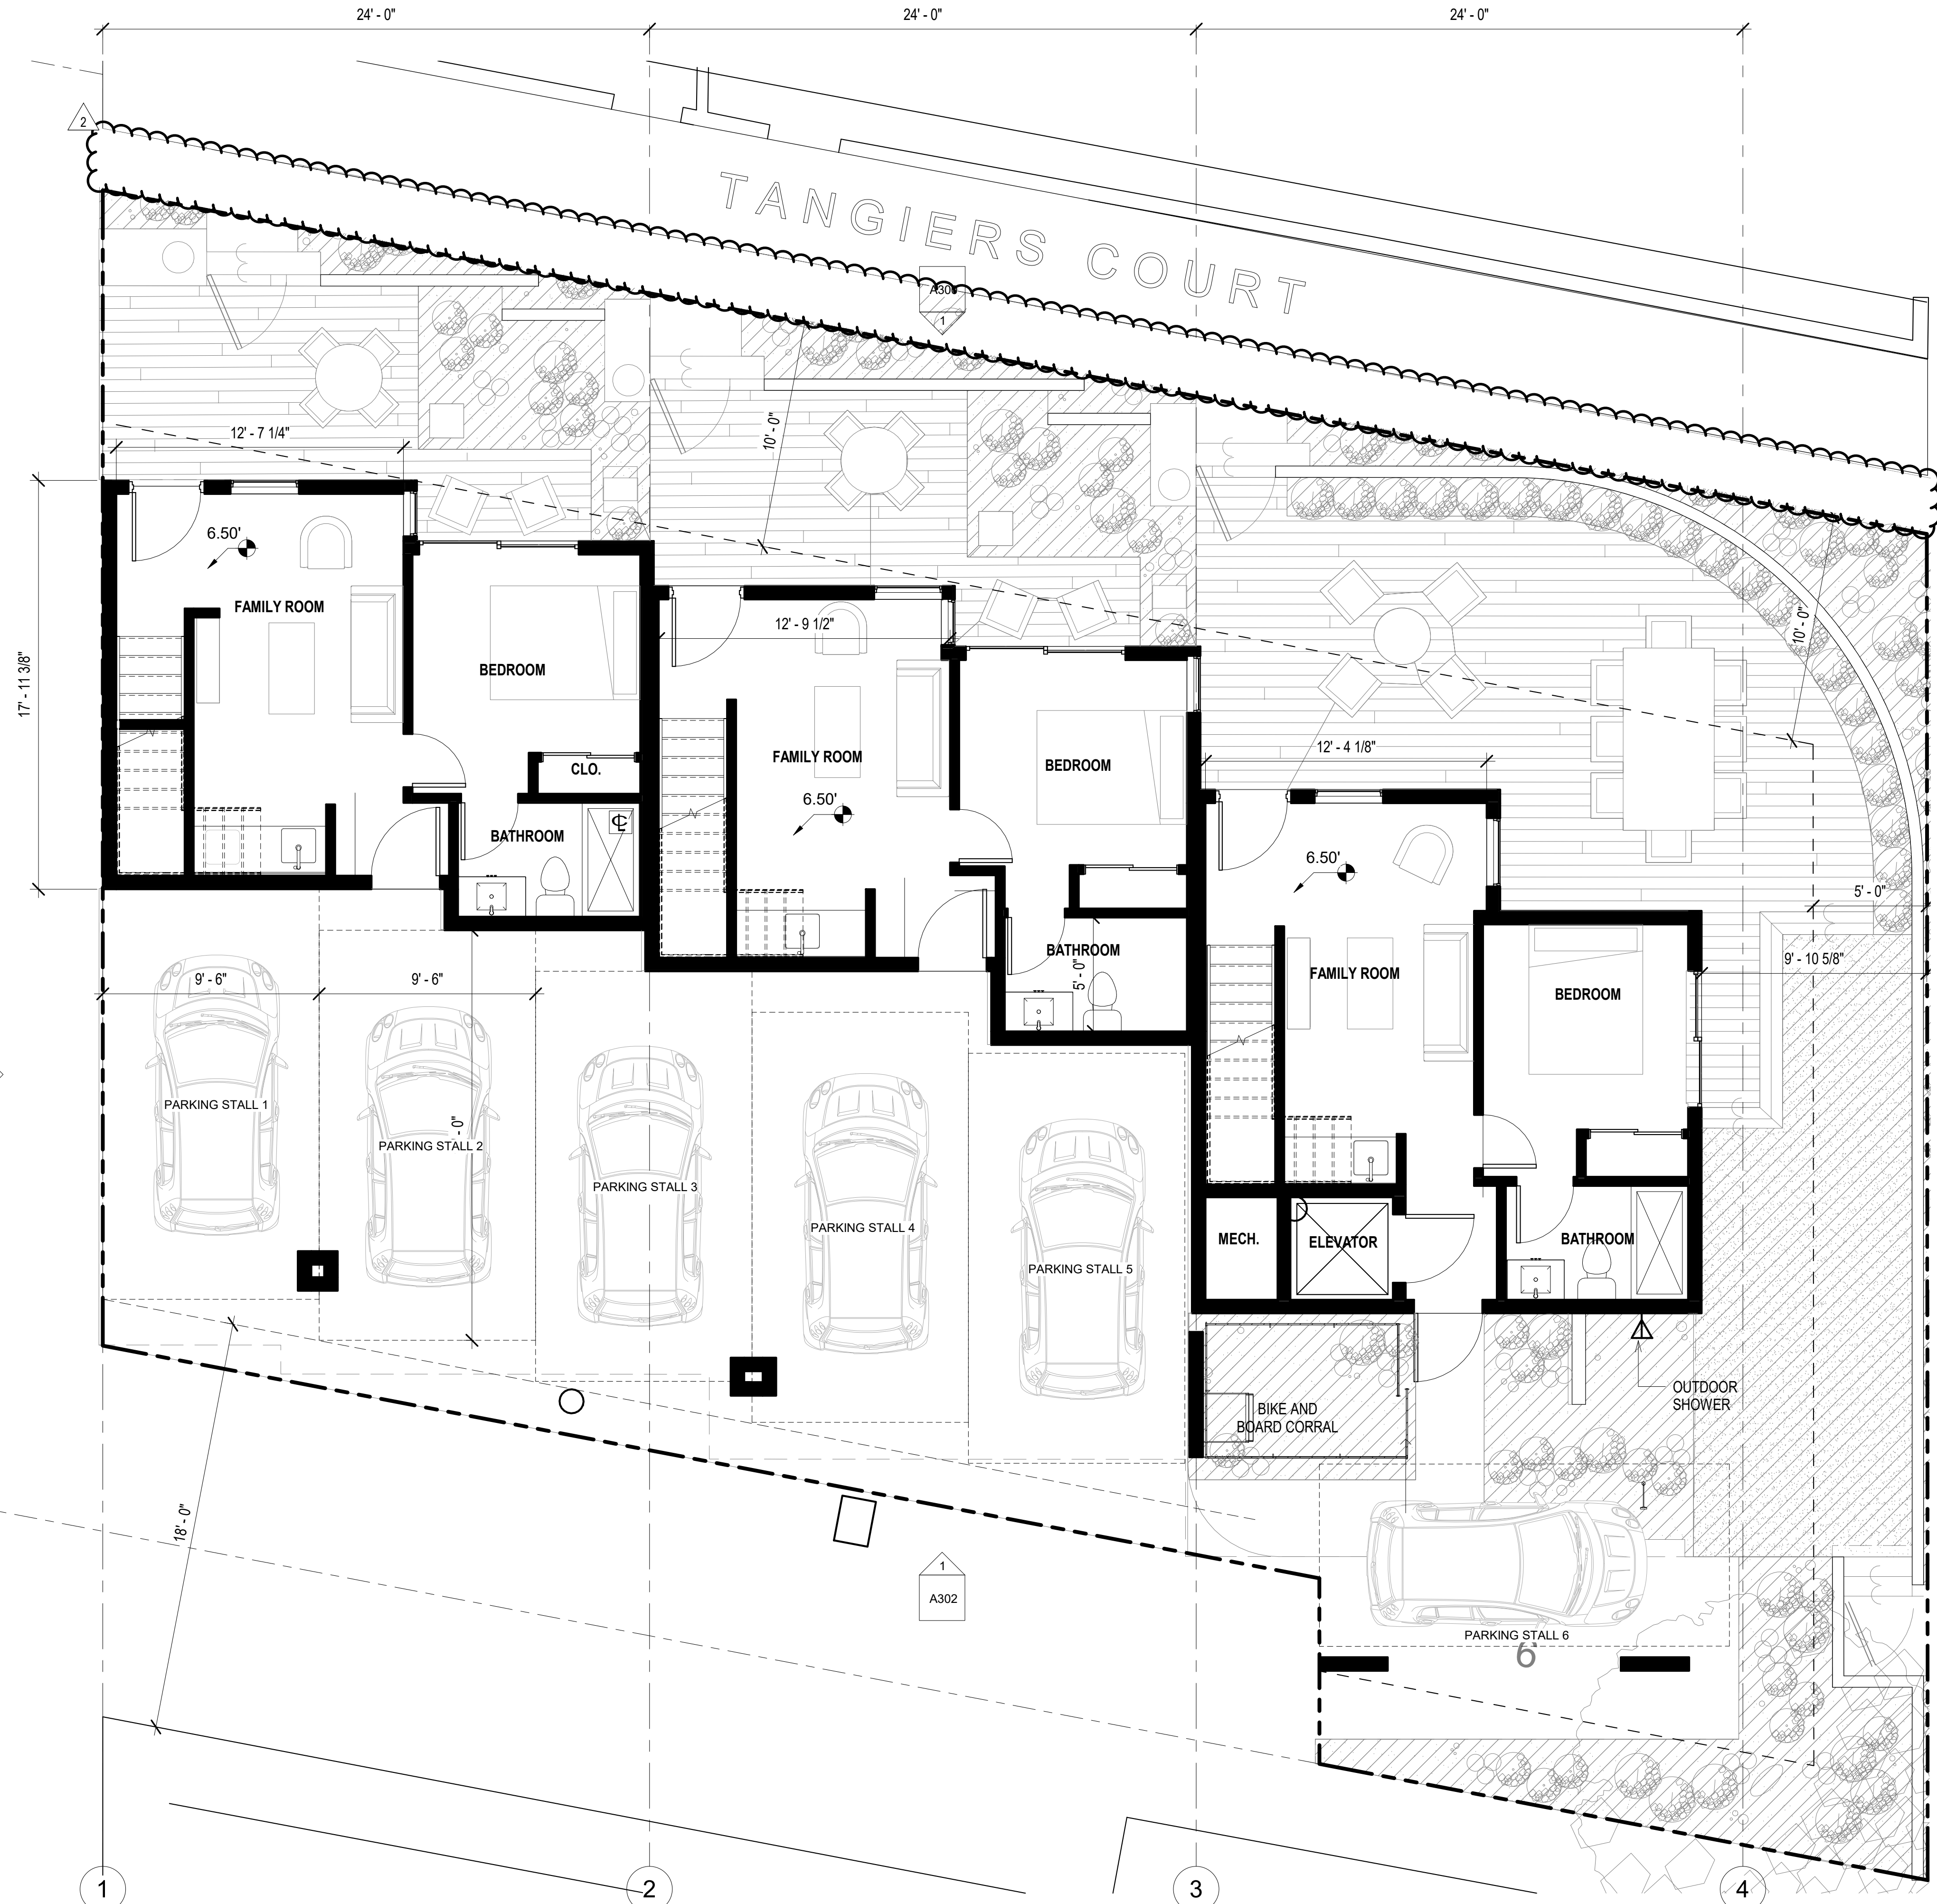 24' - 0"
24' - 0"
24' - 0"
2
TANGIERS COURT
1
12' - 7 1/4"
10' - 0"
6.50'
FAMILY ROOM
12' - 9 1/2"
10' - 0"
17' - 11 3/8"
BEDROOM
12' - 4 1/8"
FAMILY ROOM
BEDROOM
CLO.
6.50'
BATHROOM
6.50'
5' - 0"
BATHROOM
5' - 0"
9' - 10 5/8"
FAMILY ROOM
9' - 6"
9' - 6"
BEDROOM
PARKING STALL 1
- 0"
PARKING STALL 2
PARKING STALL 3
PARKING STALL 4
MECH.
ELEVATOR
BATHROOM
PARKING STALL 5
OUTDOOR
SHOWER
BIKE AND
BOARD CORRAL
18' - 0"
1
A302
PARKING STALL 6
6
1
2
3
4